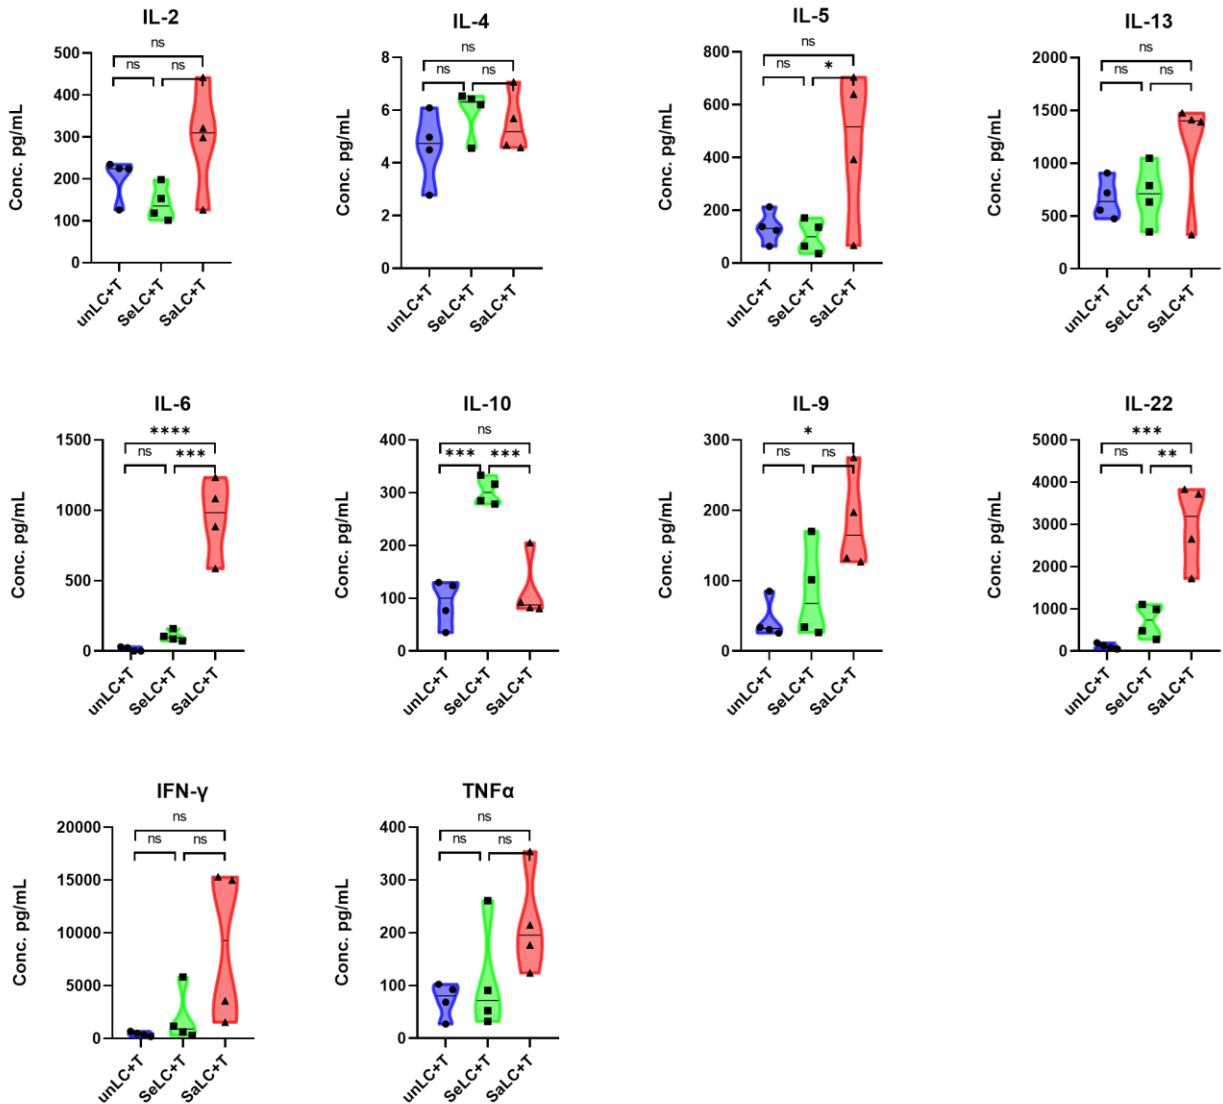 IL-2
ns
ns
ns
Conc. pg/mL
500
400
300
200
100
0
unLC+T
SeLC+T
SaLC+T
IL-4
ns
ns
ns
Conc. pg/mL
8
6
4
2
0
unLC+T
SeLC+T
SaLC+T
IL-5
ns
ns
*
Conc. pg/mL
800
600
400
200
0
unLC+T
SeLC+T
SaLC+T
IL-13
ns
ns
ns
Conc. pg/mL
2000
1500
1000
500
0
unLC+T
SeLC+T
SaLC+T
IL-6
****
ns
***
Conc. pg/mL
1500
1000
500
0
unLC+T
SeLC+T
SaLC+T
IL-10
ns
***
***
Conc. pg/mL
400
300
200
100
0
unLC+T
SeLC+T
SaLC+T
IL-9
*
ns
ns
Conc. pg/mL
300
200
100
0
unLC+T
SeLC+T
SaLC+T
IL-22
***
ns
**
Conc. pg/mL
5000
4000
3000
2000
1000
0
unLC+T
SeLC+T
SaLC+T
IFN-γ
ns
ns
ns
Conc. pg/mL
20000
15000
10000
5000
0
unLC+T
SeLC+T
SaLC+T
TNFα
ns
ns
ns
Conc. pg/mL
400
300
200
100
0
unLC+T
SeLC+T
SaLC+T